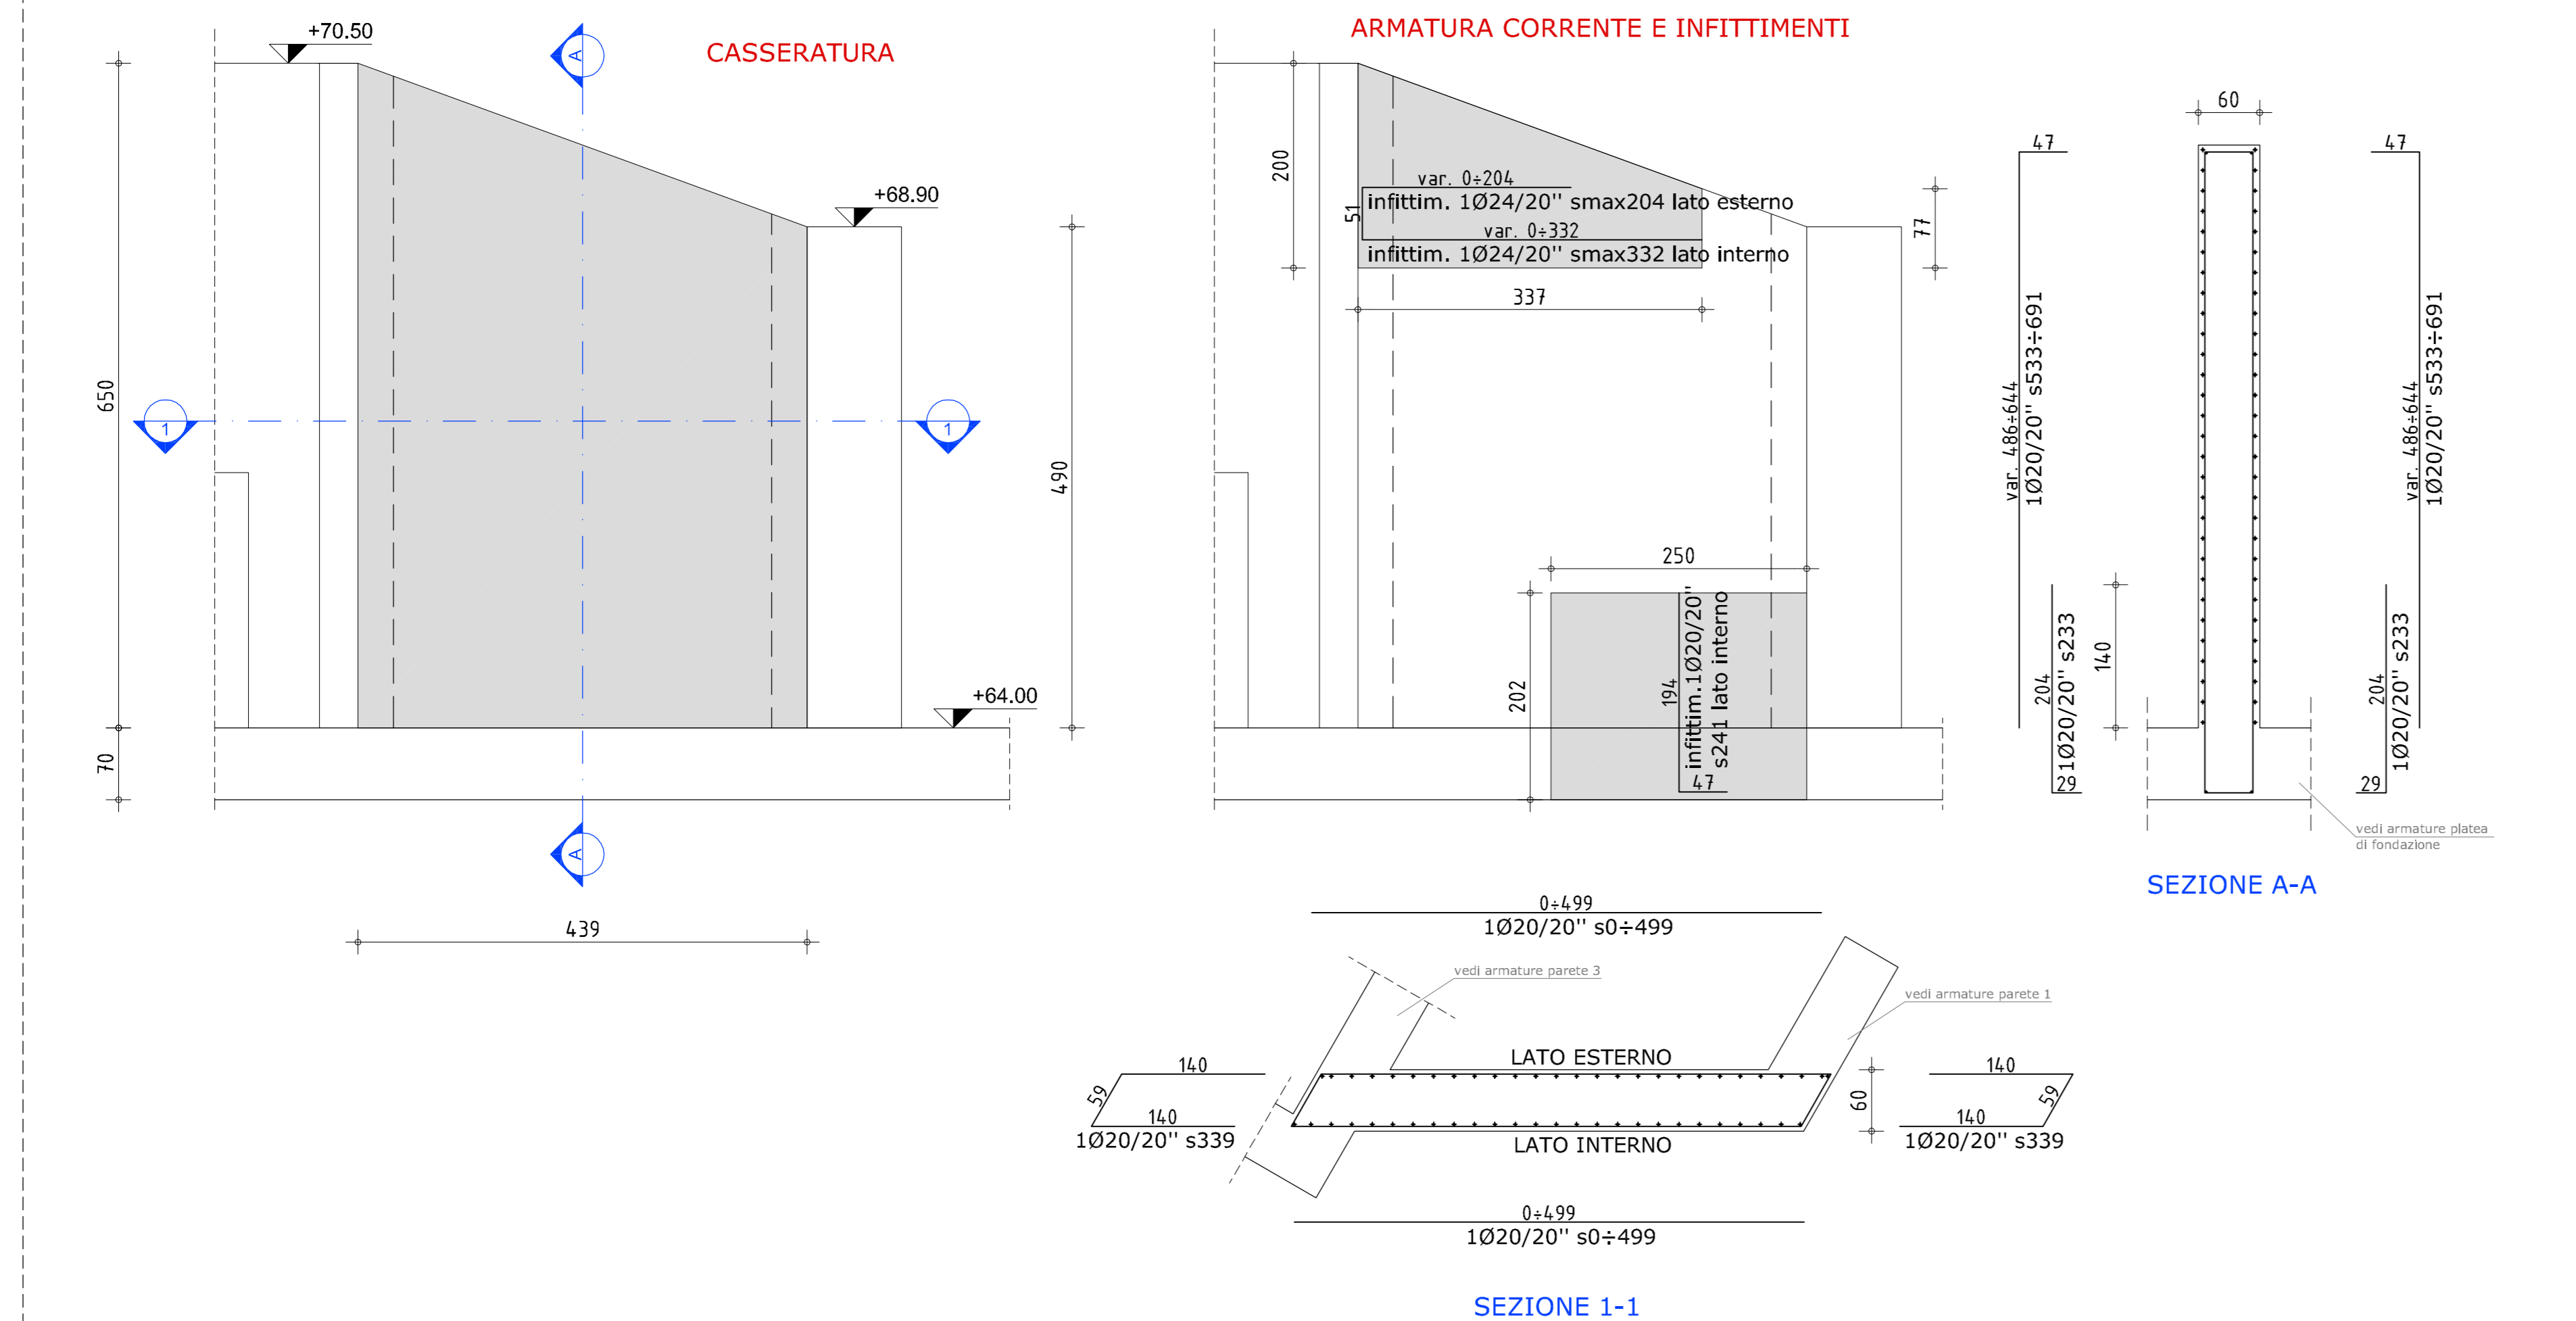 CASSERATURA
+70.50
A
+68.90
650
1
1
490
+64.00
70
A
439
ARMATURA CORRENTE E INFITTIMENTI
200
var. 0÷204
infittim. 1Ø24/20'' smax204 lato esterno
51
var. 0÷332
infittim. 1Ø24/20'' smax332 lato interno
77
337
250
202
194
infittim.1Ø20/20''
s241 lato interno
47
60
47
var. 486÷644
1Ø20/20'' s533÷691
204
1Ø20/20'' s233
29
140
47
var. 486÷644
1Ø20/20'' s533÷691
204
1Ø20/20'' s233
29
vedi armature platea
di fondazione
SEZIONE A-A
0÷499
1Ø20/20'' s0÷499
vedi armature parete 3
vedi armature parete 1
LATO ESTERNO
140
59
140
1Ø20/20'' s339
60
140
59
140
1Ø20/20'' s339
LATO INTERNO
0÷499
1Ø20/20'' s0÷499
SEZIONE 1-1